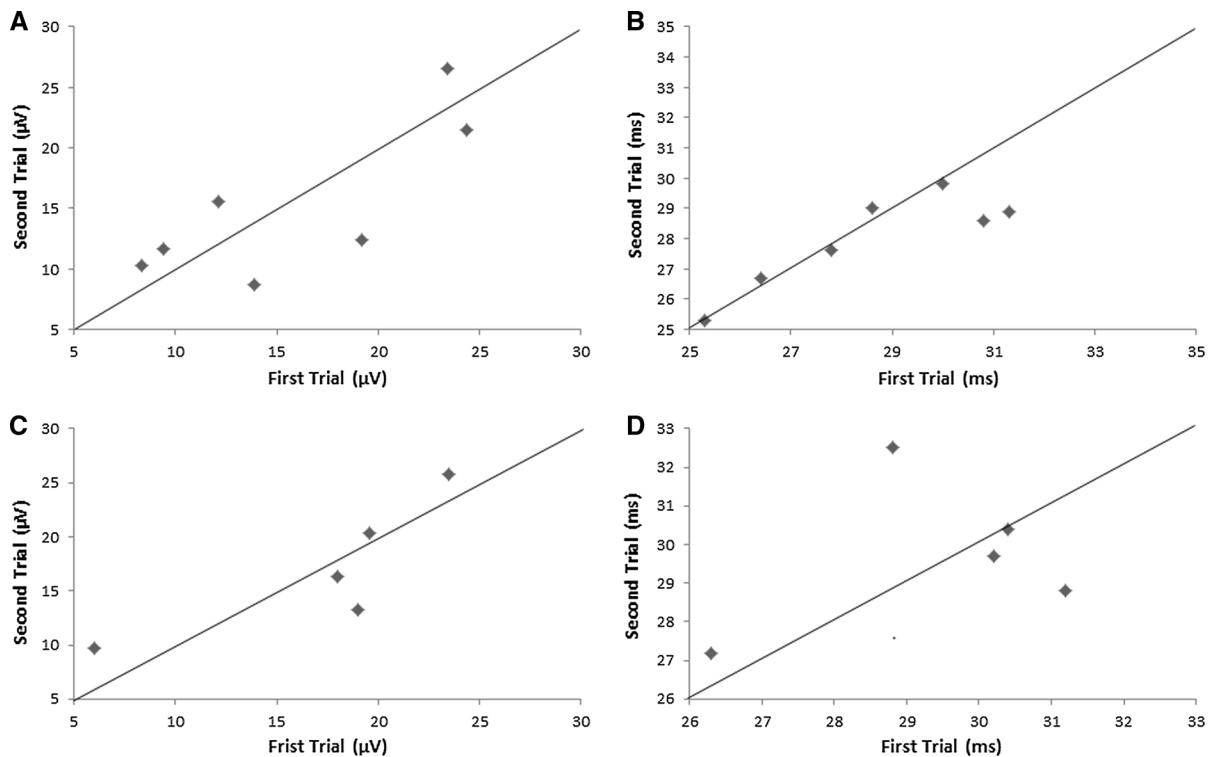 A
30
25
20
15
10
5
Second Trial (µV)
5 10 15 20 25 30
First Trial (µV)
B
35
34
33
32
31
30
29
28
27
26
25
Second Trial (ms)
25 27 29 31 33 35
First Trial (ms)
C
30
25
20
15
10
5
Second Trial (µV)
5 10 15 20 25 30
Frist Trial (µV)
D
33
32
31
30
29
28
27
26
Second Trial (ms)
26 27 28 29 30 31 32 33
First Trial (ms)